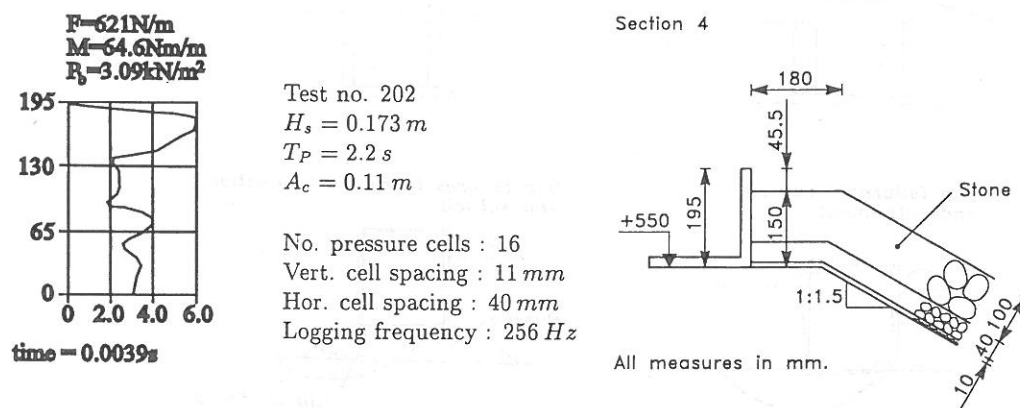 F=621N/m
M=64.6Nm/m
P_b=3.09kN/m²
195
130
65
0
0 2.0 4.0 6.0
time = 0.0039s
Test no. 202
H_s = 0.173 m
T_P = 2.2 s
A_c = 0.11 m
No. pressure cells : 16
Vert. cell spacing : 11 mm
Hor. cell spacing : 40 mm
Logging frequency : 256 Hz
Section 4
180
45.5
195
150
+550
Stone
1:1.5
100
40
10
All measures in mm.